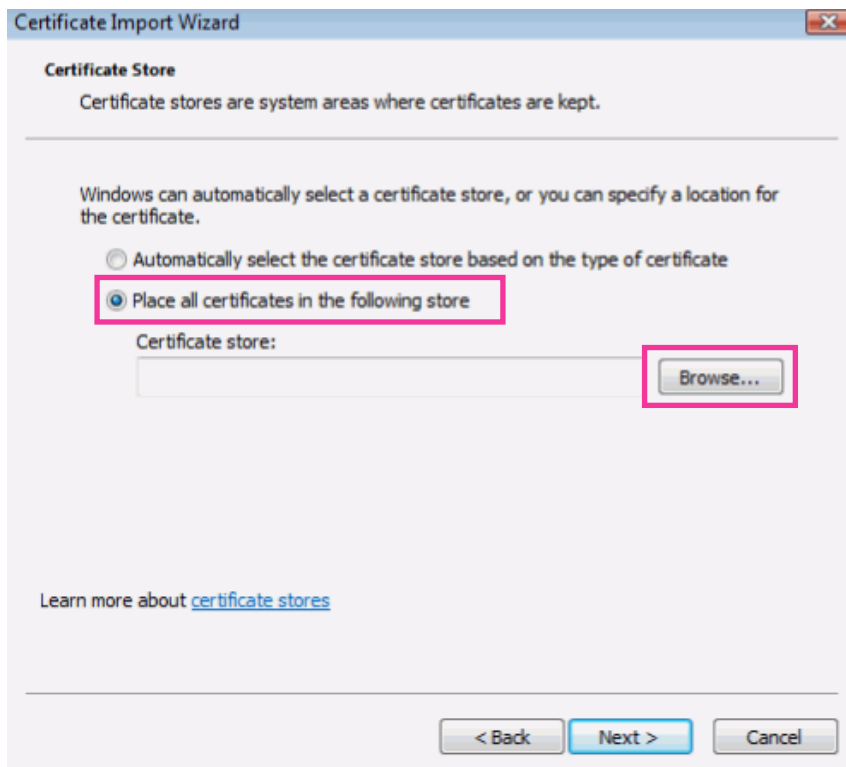 Certificate Import Wizard
Certificate Store
Certificate stores are system areas where certificates are kept.
Windows can automatically select a certificate store, or you can specify a location for
the certificate.
Automatically select the certificate store based on the type of certificate
Place all certificates in the following store
Certificate store:
Browse...
Learn more about certificate stores
< Back
Next >
Cancel